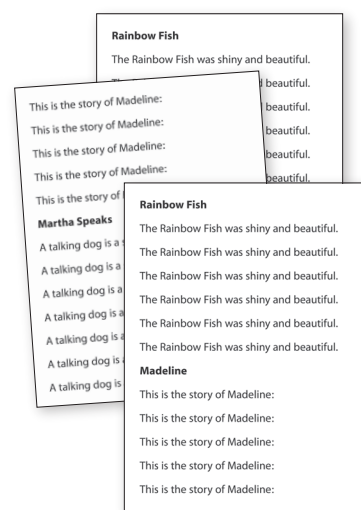 Rainbow Fish
The Rainbow Fish was shiny and beautiful.
beautiful.
beautiful.
beautiful.
beautiful.
beautiful.
This is the story of Madeline:
This is the story of Madeline:
This is the story of Madeline:
This is the story of Madeline:
This is the story of
Martha Speaks
A talking dog is a
A talking dog is a
A talking dog is a
A talking dog is a
A talking dog is a
A talking dog is a
A talking dog is
Rainbow Fish
The Rainbow Fish was shiny and beautiful.
The Rainbow Fish was shiny and beautiful.
The Rainbow Fish was shiny and beautiful.
The Rainbow Fish was shiny and beautiful.
The Rainbow Fish was shiny and beautiful.
The Rainbow Fish was shiny and beautiful.
Madeline
This is the story of Madeline:
This is the story of Madeline:
This is the story of Madeline:
This is the story of Madeline:
This is the story of Madeline: